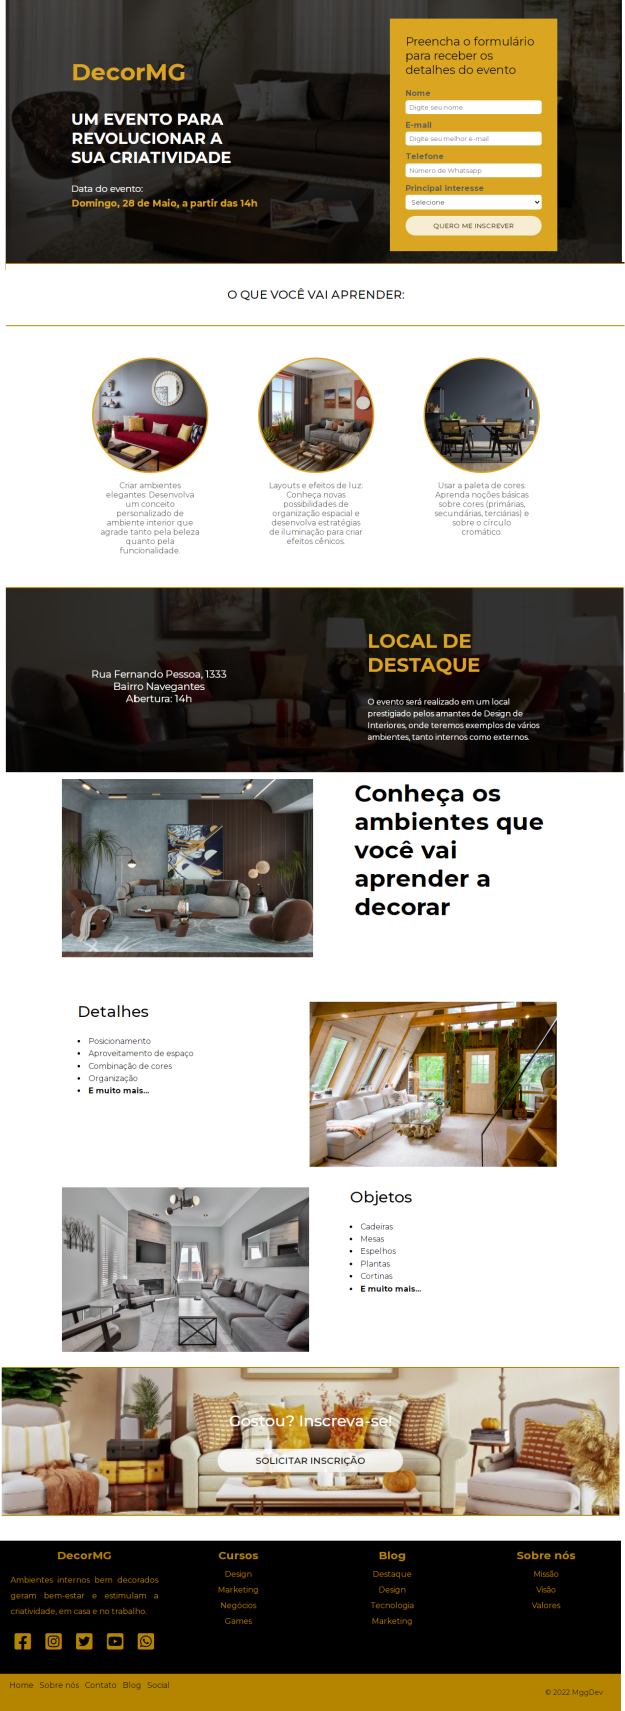 DecorMG
UM EVENTO PARA
REVOLUCIONAR A
SUA CRIATIVIDADE
Data do evento:
Domingo, 28 de Maio, a partir das 14h
Preencha o formulário
para receber os
detalhes do evento
Nome
Digite seu nome
E-mail
Digite seu melhor e-mail
Telefone
Número de Whatsapp
Principal interesse
Selecione
QUERO ME INSCREVER
O QUE VOCÊ VAI APRENDER:
Criar ambientes
elegantes: Desenvolva
um conceito
personalizado de
ambiente interior que
agrade tanto pela beleza
quanto pela
funcionalidade.
Layouts e efeitos de luz:
Conheça novas
possibilidades de
organização espacial e
desenvolva estratégias
de iluminação para criar
efeitos cênicos.
Usar a paleta de cores:
Aprenda noções básicas
sobre cores (primárias,
secundárias, terciárias) e
sobre o círculo
cromático.
Rua Fernando Pessoa, 1333
Bairro Navegantes
Abertura: 14h
LOCAL DE
DESTAQUE
O evento será realizado em um local
prestigiado pelos amantes de Design de
Interiores, onde teremos exemplos de vários
ambientes, tanto internos como externos.
Conheça os
ambientes que
você vai
aprender a
decorar
Detalhes
Posicionamento
Aproveitamento de espaço
Combinação de cores
Organização
E muito mais...
Objetos
Cadeiras
Mesas
Espelhos
Plantas
Cortinas
E muito mais...
Gostou? Inscreva-se!
SOLICITAR INSCRIÇÃO
DecorMG
Ambientes internos bem decorados
geram bem-estar e estimulam a
criatividade, em casa e no trabalho.
Cursos
Design
Marketing
Negócios
Games
Blog
Destaque
Design
Tecnologia
Marketing
Sobre nós
Missão
Visão
Valores
Home Sobre nós Contato Blog Social
© 2022 MggDev